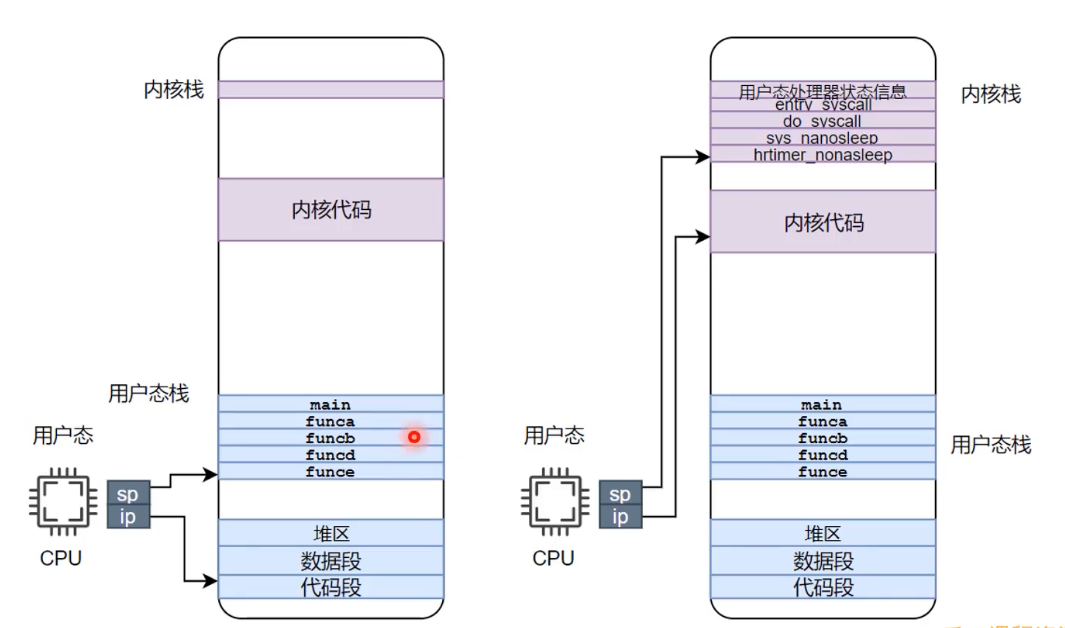 内核栈
内核代码
用户态栈
main
funca
funcb
funcd
funce
用户态
sp
ip
CPU
堆区
数据段
代码段
用户态处理器状态信息
entry_syscall
do_syscall
sys_nanosleep
hrtimer_nonasleep
内核栈
内核代码
main
funca
funcb
funcd
funce
用户态栈
用户态
sp
ip
CPU
堆区
数据段
代码段